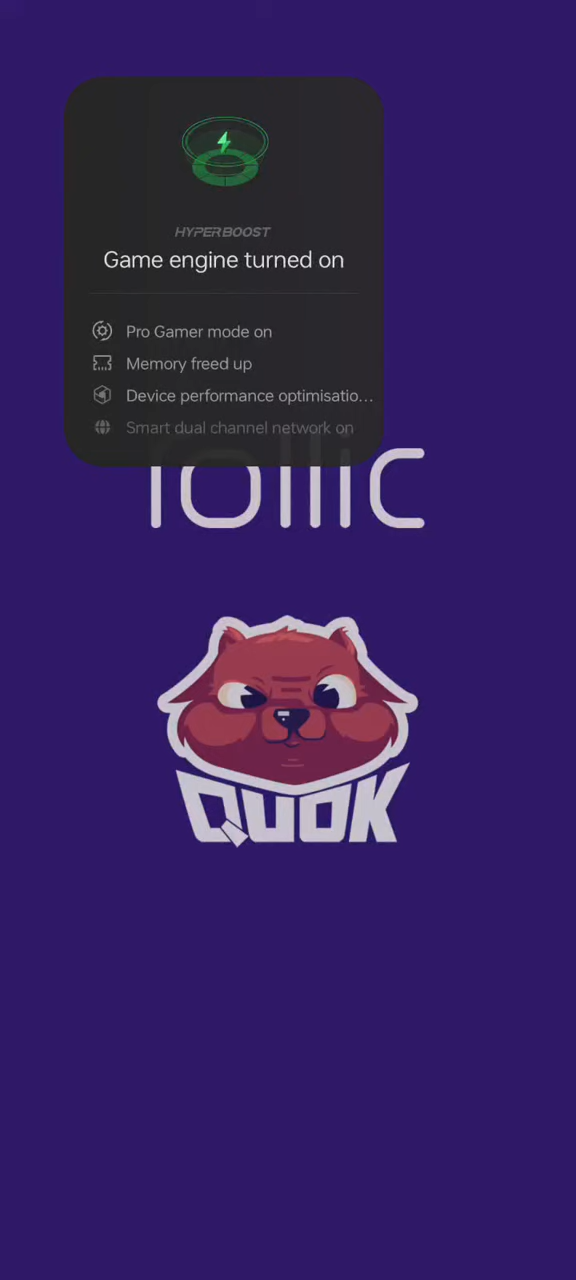 HYPERBOOST
Game engine turned on
Pro Gamer mode on
Memory freed up
Device performance optimisatio...
Smart dual channel network on
QUOK